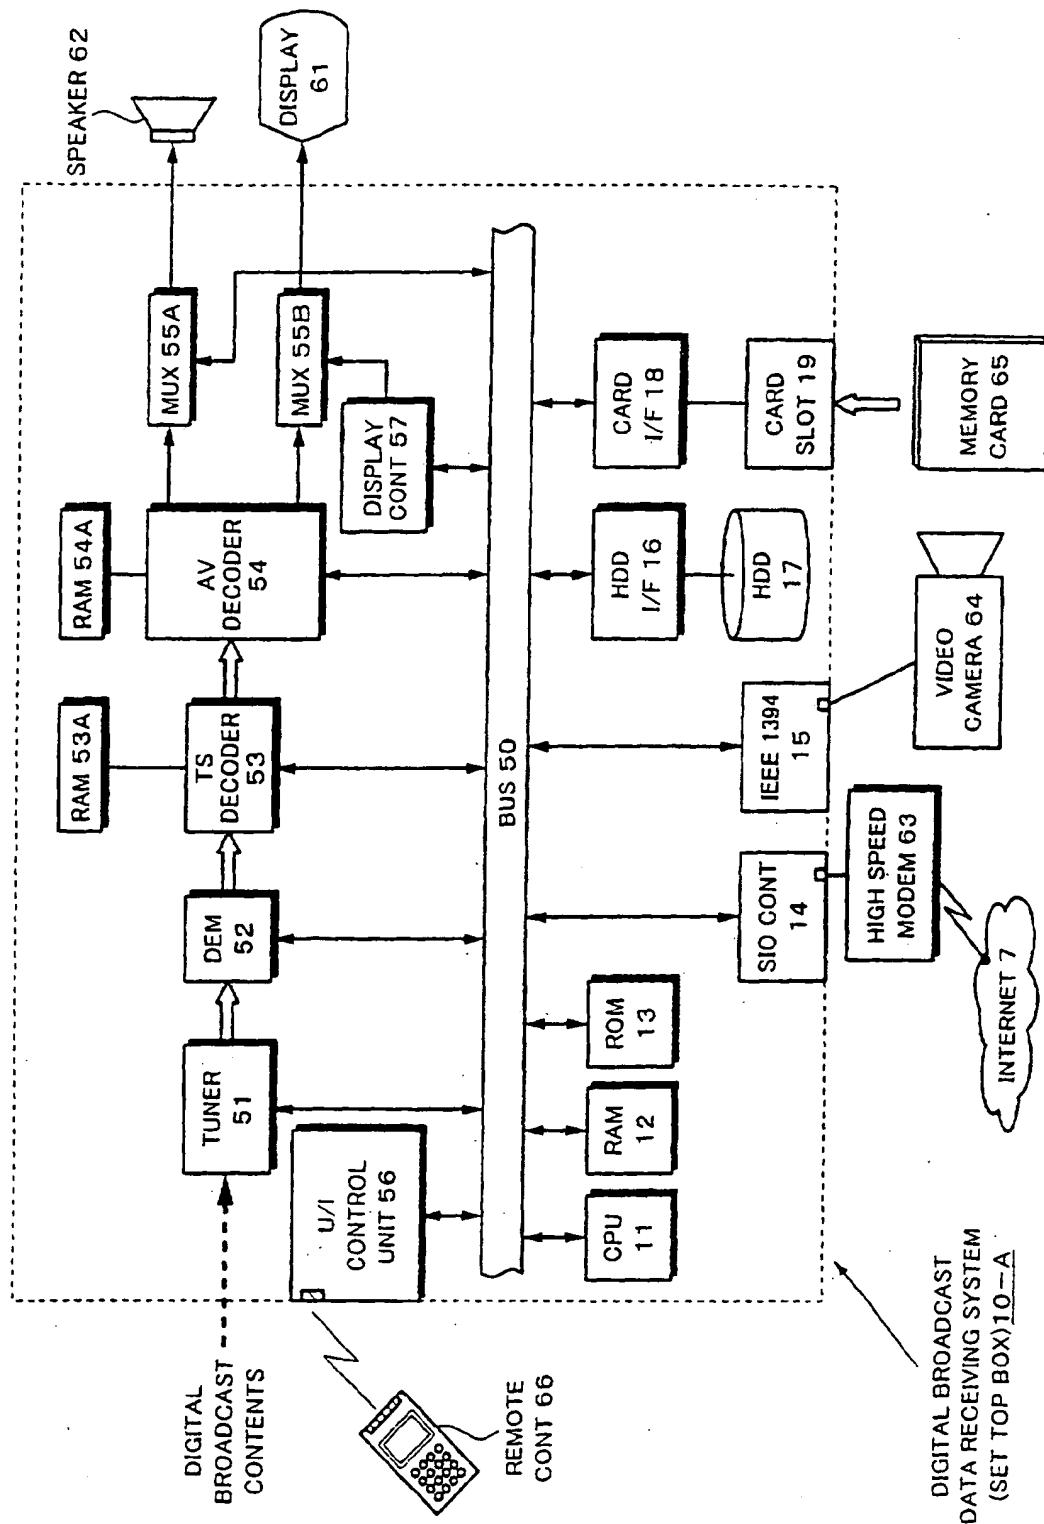 SPEAKER 62
DISPLAY
61
MUX 55A
MUX 55B
DISPLAY
CONT 57
RAM 54A
AV
DECODER
54
RAM 53A
TS
DECODER
53
DEM
52
TUNER
51
DIGITAL
BROADCAST
CONTENTS
U/I
CONTROL
UNIT 56
REMOTE
CONT 66
BUS 50
CPU
11
RAM
12
ROM
13
SIO CONT
14
IEEE 1394
15
HDD
I/F 16
HDD
17
CARD
I/F 18
CARD
SLOT 19
MEMORY
CARD 65
VIDEO
CAMERA 64
HIGH SPEED
MODEM 63
INTERNET 7
DIGITAL BROADCAST
DATA RECEIVING SYSTEM
(SET TOP BOX)10-A